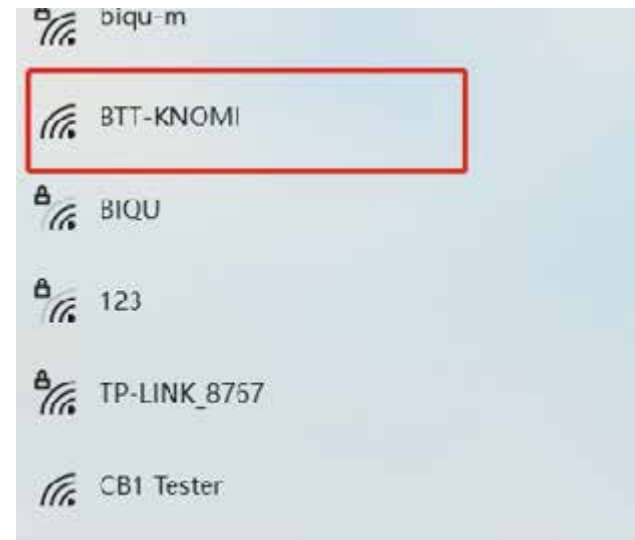 biqu-m
BTT-KNOMI
BIQU
123
TP-LINK_8767
CB1 Tester